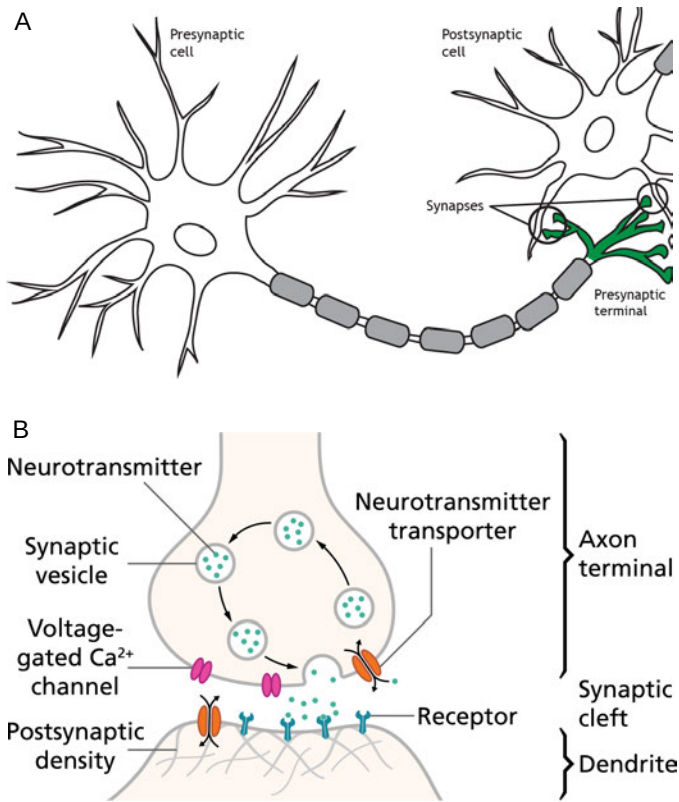 A
Presynaptic
cell
Postsynaptic
cell
Synapses
Presynaptic
terminal
B
Neurotransmitter
Synaptic
vesicle
Voltage-
gated Ca²⁺
channel
Postsynaptic
density
Neurotransmitter
transporter
Receptor
Axon
terminal
Synaptic
cleft
Dendrite